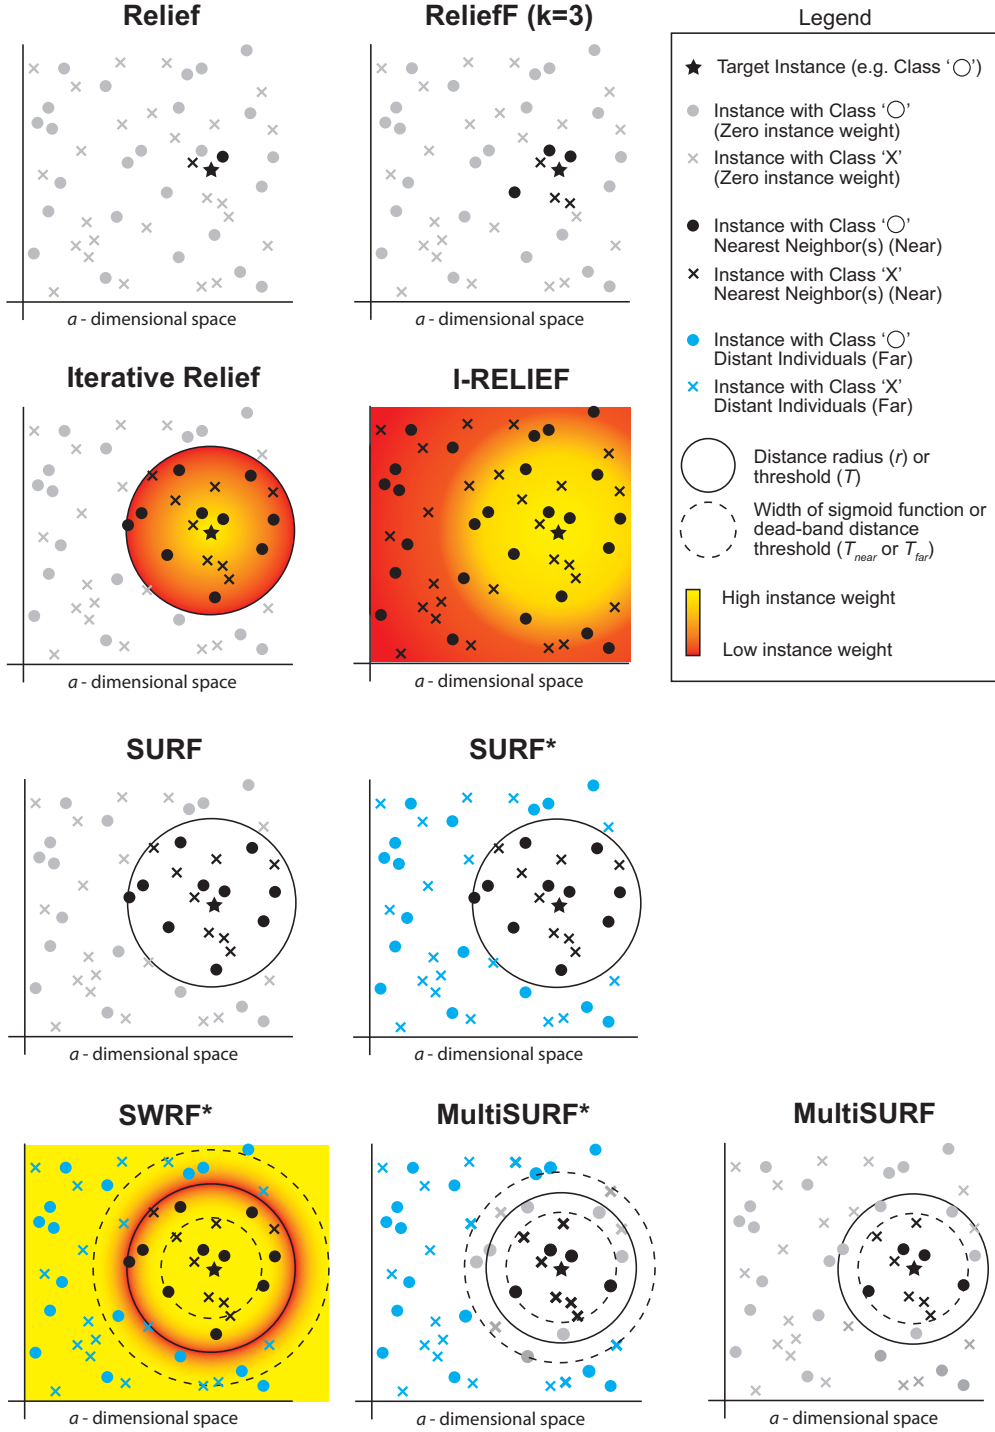 Relief
ReliefF (k=3)
Legend
Target Instance (e.g. Class ‘○’)
Instance with Class ‘○’
(Zero instance weight)
Instance with Class ‘X’
(Zero instance weight)
Instance with Class ‘○’
Nearest Neighbor(s) (Near)
Instance with Class ‘X’
Nearest Neighbor(s) (Near)
Instance with Class ‘○’
Distant Individuals (Far)
Instance with Class ‘X’
Distant Individuals (Far)
Distance radius (r) or
threshold (T)
Width of sigmoid function or
dead-band distance
threshold (Tnear or Tfar)
High instance weight
Low instance weight
a - dimensional space
a - dimensional space
Iterative Relief
I-RELIEF
a - dimensional space
a - dimensional space
SURF
SURF*
a - dimensional space
a - dimensional space
SWRF*
MultiSURF*
MultiSURF
a - dimensional space
a - dimensional space
a - dimensional space